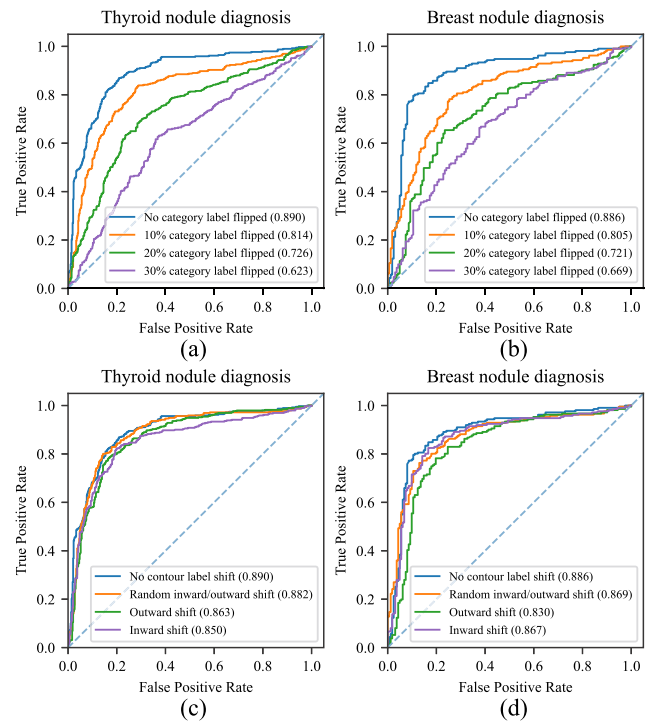 Thyroid nodule diagnosis
1.0
0.8
0.6
0.4
0.2
0.0
True Positive Rate
No category label flipped (0.890)
10% category label flipped (0.814)
20% category label flipped (0.726)
30% category label flipped (0.623)
0.0 0.2 0.4 0.6 0.8 1.0
False Positive Rate
(a)
Breast nodule diagnosis
1.0
0.8
0.6
0.4
0.2
0.0
True Positive Rate
No category label flipped (0.886)
10% category label flipped (0.805)
20% category label flipped (0.721)
30% category label flipped (0.669)
0.0 0.2 0.4 0.6 0.8 1.0
False Positive Rate
(b)
Thyroid nodule diagnosis
1.0
0.8
0.6
0.4
0.2
0.0
True Positive Rate
No contour label shift (0.890)
Random inward/outward shift (0.882)
Outward shift (0.863)
Inward shift (0.850)
0.0 0.2 0.4 0.6 0.8 1.0
False Positive Rate
(c)
Breast nodule diagnosis
1.0
0.8
0.6
0.4
0.2
0.0
True Positive Rate
No contour label shift (0.886)
Random inward/outward shift (0.869)
Outward shift (0.830)
Inward shift (0.867)
0.0 0.2 0.4 0.6 0.8 1.0
False Positive Rate
(d)